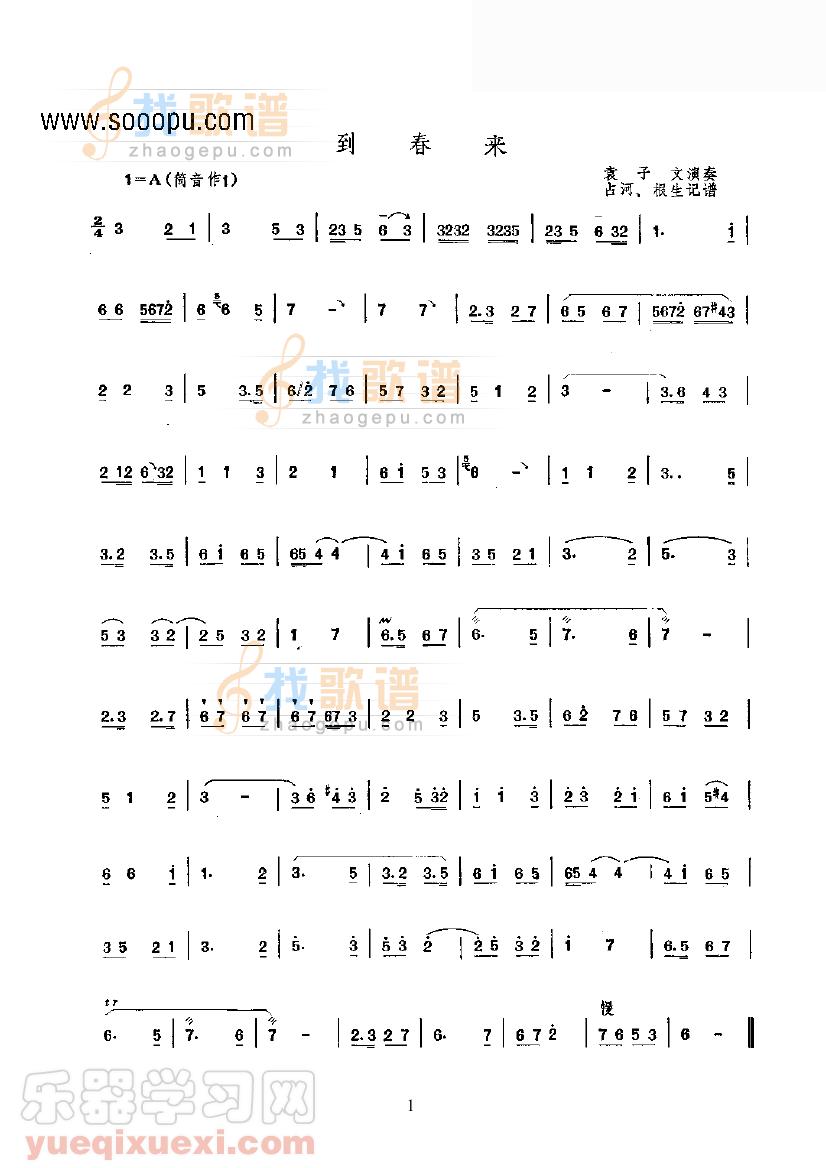 找歌谱
www.sooopu.com
zhaogepu.com
到 春 来
1=A(筒音作1)
袁 子 文演奏
占河、根生记谱
2/4 3 2 1 | 3 5 3 | 23 5 6 3 | 3232 3235 | 23 5 6 32 | 1. i |
6 6 5672 | 6 6 5 | 7 - | 7 7 | 2.3 2 7 | 6 5 6 7 | 5672 67#43
找歌谱
2 2 3 | 5 3.5 | 6/2 7 6 | 5 7 3 2 | 5 1 2 | 3 - | 3.6 4 3 |
zhaogepu.com
2 12 6 32 | 1 1 3 | 2 1 | 6 i 5 3 | 6 - | 1 1 2 | 3.. 5 |
3.2 3.5 | 6 i 6 5 | 65 4 4 | 4 i 6 5 | 3 5 2 1 | 3. 2 | 5. 3 |
5 3 3 2 | 2 5 3 2 | 1 7 | 6.5 6 7 | 6. 5 | 7. 6 | 7 - |
找歌谱
2.3 2.7 | 6 7 6 7 | 6 7 67 3 | 2 2 3 | 5 3.5 | 6 2 7 6 | 5 7 3 2 |
zhaogepu.com
5 1 2 | 3 - | 3 6 #4 3 | 2 5 32 | i i 3 | 2 3 2 i | 6 i 5#4 |
6 6 i | 1. 2 | 3. 5 | 3.2 3.5 | 6 i 6 5 | 65 4 4 | 4 i 6 5 |
3 5 2 1 | 3. 2 | 5. 3 | 5 3 2 | 2 5 3 2 | i 7 | 6.5 6 7 |
tr 慢
6. 5 | 7. 6 | 7 - | 2.3 2 7 | 6. 7 | 6 7 2 | 7 6 5 3 | 6 - ‖
乐器学习网
1
yueqixuexi.com